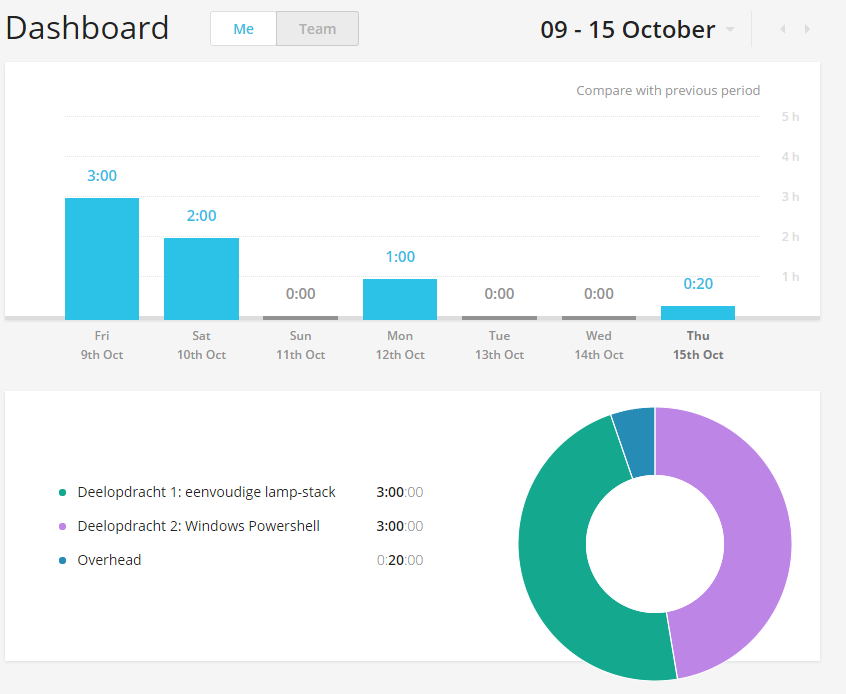 Dashboard Me Team 09 - 15 October
Compare with previous period
5 h
4 h
3:00
3 h
2:00
2 h
1:00
1 h
0:00 0:00 0:00 0:20
Fri Sat Sun Mon Tue Wed Thu
9th Oct 10th Oct 11th Oct 12th Oct 13th Oct 14th Oct 15th Oct
Deelopdracht 1: eenvoudige lamp-stack 3:00:00
Deelopdracht 2: Windows Powershell 3:00:00
Overhead 0:20:00